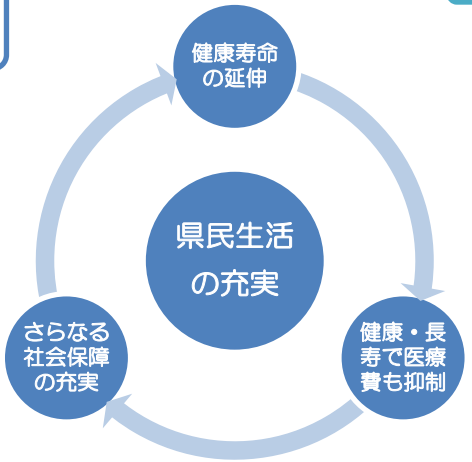 健康寿命
の延伸
県民生活
の充実
さらなる
社会保障
の充実
健康・長
寿で医療
費も抑制